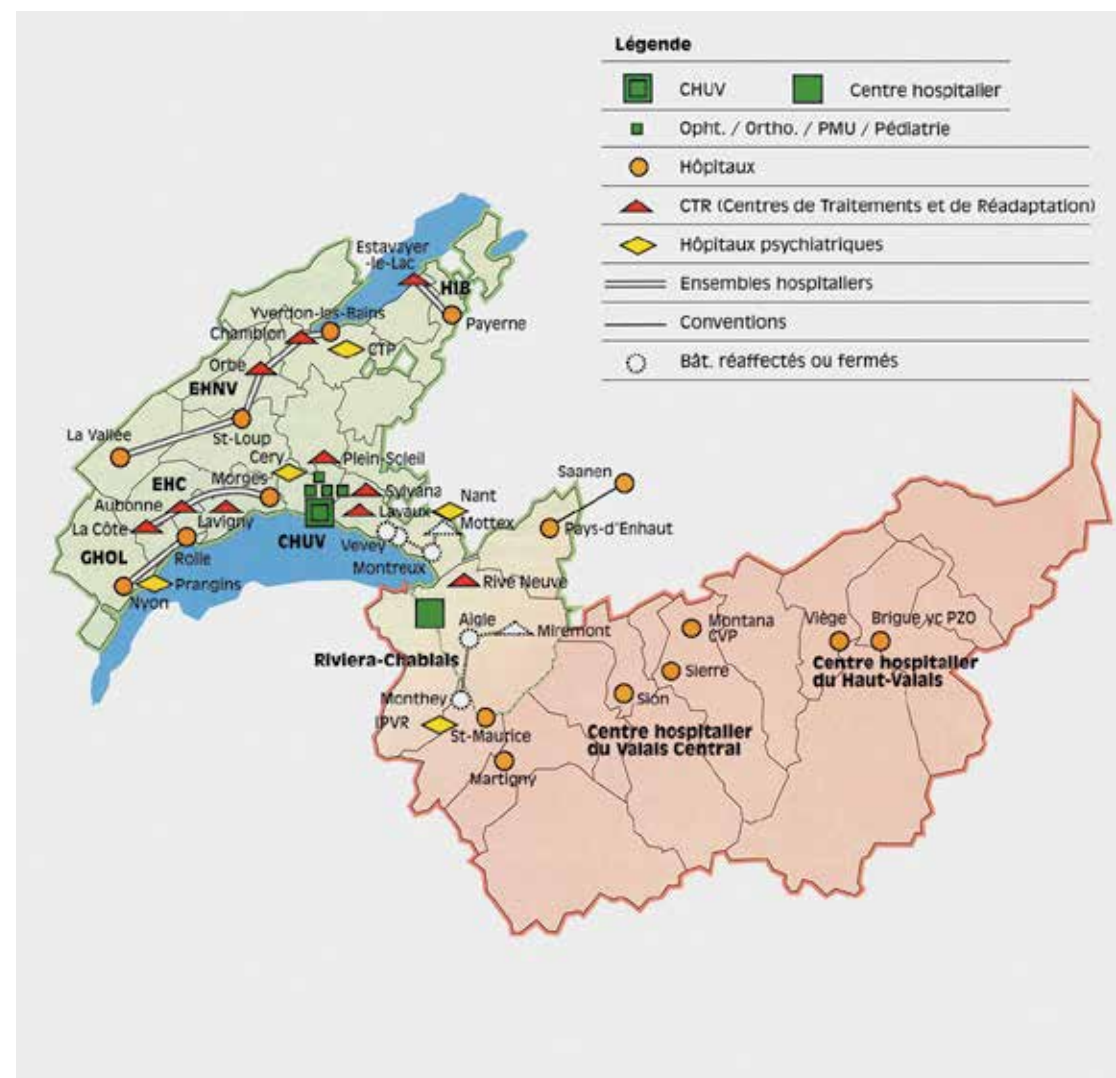 Légende
CHUV
Centre hospitalier
Opht. / Ortho. / PMU / Pédiatrie
Hôpitaux
CTR (Centres de Traitements et de Réadaptation)
Hôpitaux psychiatriques
Ensembles hospitaliers
Conventions
Bât. réaffectés ou fermés
Estavayer
-le-Lac
HIB
Payerne
Yverdon-les-Bains
Chamblon
CTP
Orbe
EHNV
La Vallée
St-Loup
Cery
Plein-Soleil
EHC
Morges
Sylvana
Aubonne
Lavigny
Lavaux
Nant
Mottex
La Côte
Rolle
CHUV
Vevey
Montreux
GHOL
Nyon
Prangins
Saanen
Pays-d'Enhaut
Rive Neuve
Aigle
Miremont
Riviera-Chablais
Monthey
IPVR
St-Maurice
Martigny
Montana
CVP
Sierre
Sion
Centre hospitalier
du Valais Central
Viège
Brigue yc PZO
Centre hospitalier
du Haut-Valais